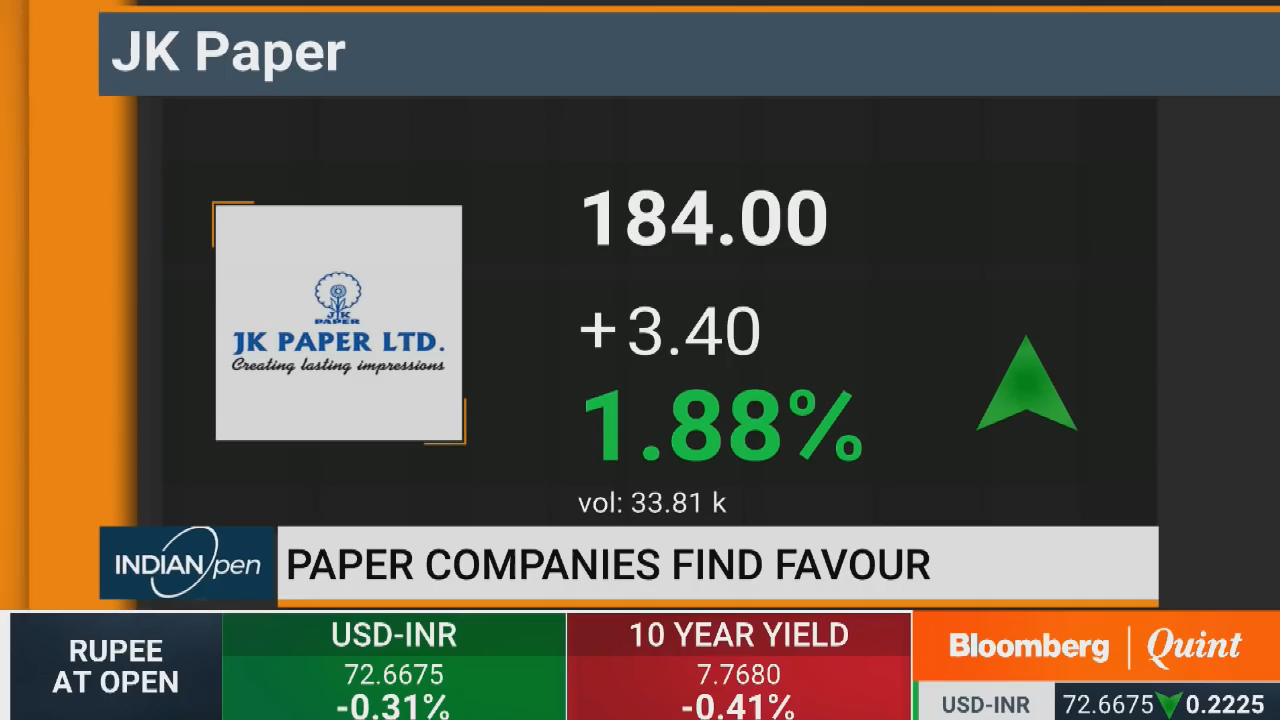 JK Paper
184.00
+3.40
1.88%
vol: 33.81 k
JK PAPER
JK PAPER LTD.
Creating lasting impressions
INDIAN Open
PAPER COMPANIES FIND FAVOUR
RUPEE
AT OPEN
USD-INR
72.6675
-0.31%
10 YEAR YIELD
7.7680
-0.41%
Bloomberg | Quint
USD-INR 72.6675 0.2225